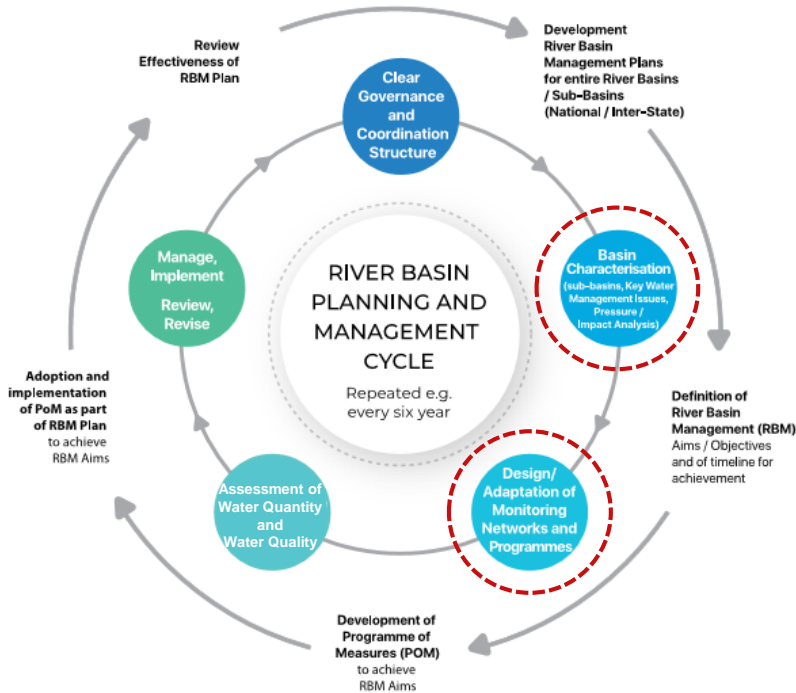 Review
Effectiveness of
RBM Plan
Development
River Basin
Management Plans
for entire River Basins
/ Sub-Basins
(National / Inter-State)
Clear
Governance
and
Coordination
Structure
Basin
Characterisation
(sub-basins, Key Water
Management Issues,
Pressure /
Impact Analysis)
Manage,
Implement
Review,
Revise
RIVER BASIN
PLANNING AND
MANAGEMENT
CYCLE
Repeated e.g.
every six year
Adoption and
implementation
of PoM as part
of RBM Plan
to achieve
RBM Aims
Definition of
River Basin
Management (RBM)
Aims / Objectives
and of timeline for
achievement
Assessment of
Water Quantity
and
Water Quality
Design/
Adaptation of
Monitoring
Networks and
Programmes
Development of
Programme of
Measures (POM)
to achieve
RBM Aims